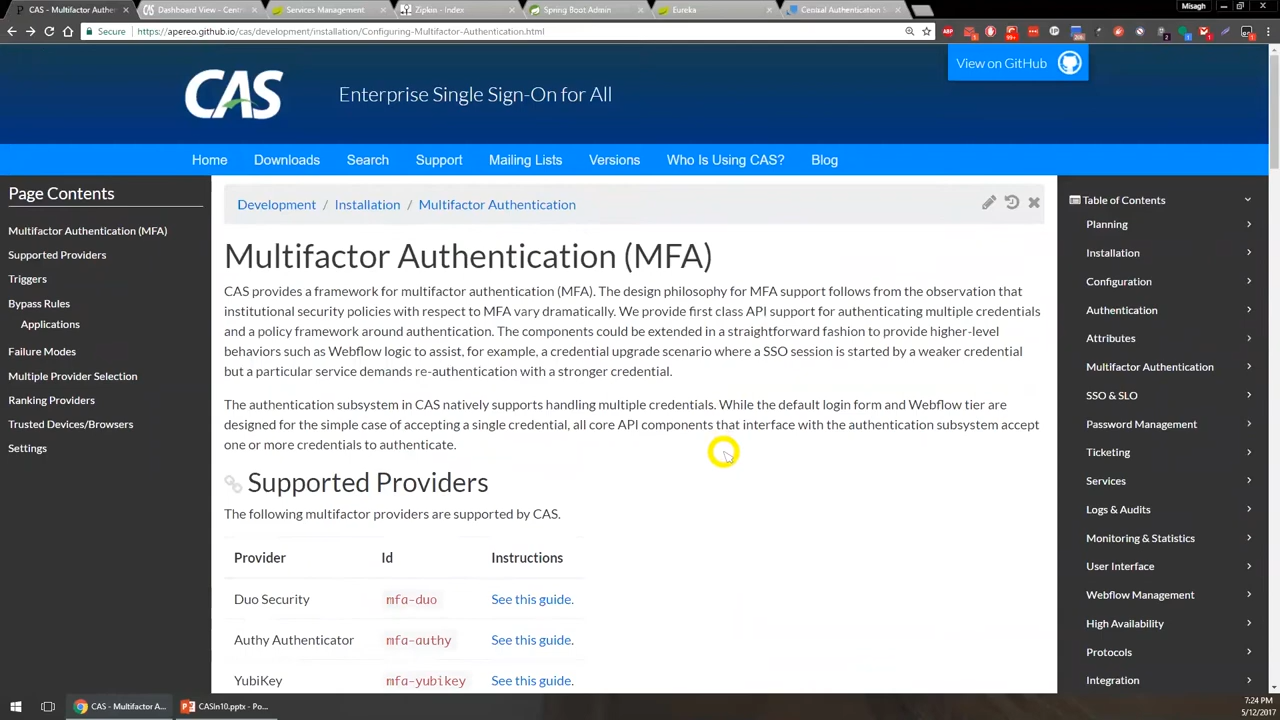 CAS - Multifactor Authen
Dashboard View - Centr
Services Management
Zipkin - Index
Spring Boot Admin
Eureka
Central Authentication
Misagh
Secure
https://apereo.github.io/cas/development/installation/Configuring-Multifactor-Authentication.html
View on GitHub
CAS
Enterprise Single Sign-On for All
Home
Downloads
Search
Support
Mailing Lists
Versions
Who Is Using CAS?
Blog
Page Contents
Multifactor Authentication (MFA)
Supported Providers
Triggers
Bypass Rules
Applications
Failure Modes
Multiple Provider Selection
Ranking Providers
Trusted Devices/Browsers
Settings
Development / Installation / Multifactor Authentication
Multifactor Authentication (MFA)
CAS provides a framework for multifactor authentication (MFA). The design philosophy for MFA support follows from the observation that
institutional security policies with respect to MFA vary dramatically. We provide first class API support for authenticating multiple credentials
and a policy framework around authentication. The components could be extended in a straightforward fashion to provide higher-level
behaviors such as Webflow logic to assist, for example, a credential upgrade scenario where a SSO session is started by a weaker credential
but a particular service demands re-authentication with a stronger credential.
The authentication subsystem in CAS natively supports handling multiple credentials. While the default login form and Webflow tier are
designed for the simple case of accepting a single credential, all core API components that interface with the authentication subsystem accept
one or more credentials to authenticate.
Supported Providers
The following multifactor providers are supported by CAS.
Provider Id Instructions
Duo Security mfa-duo See this guide.
Authy Authenticator mfa-authy See this guide.
YubiKey mfa-yubikey See this guide.
Table of Contents
Planning
Installation
Configuration
Authentication
Attributes
Multifactor Authentication
SSO & SLO
Password Management
Ticketing
Services
Logs & Audits
Monitoring & Statistics
User Interface
Webflow Management
High Availability
Protocols
Integration
CAS - Multifactor A...
CASin10.pptx - Po...
7:24 PM
5/12/2017